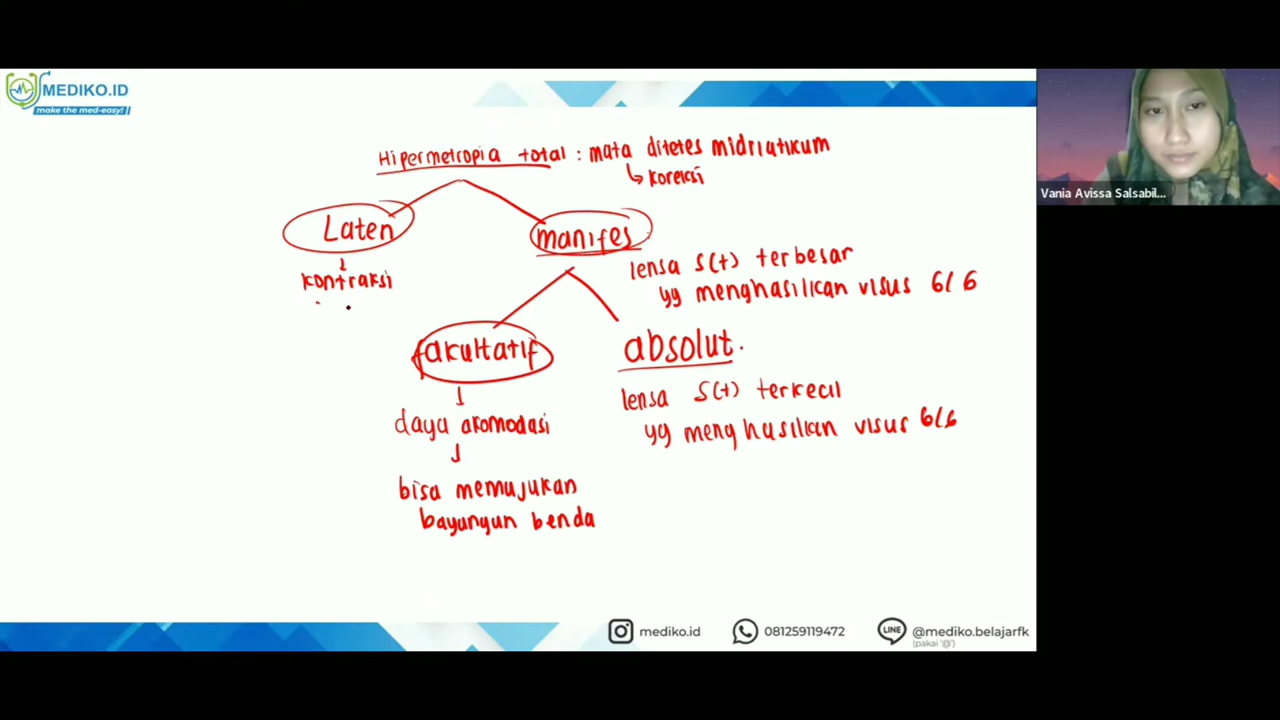 MEDIKO.ID
make the med-easy!
Vania Avissa Salsabil...
Hipermetropia total : mata ditetes midriatikum
koreksi
Laten
manifes
kontraksi
lensa S(+) terbesar
yg menghasilkan visus 6/6
fakultatif
absolut.
lensa S(+) terkecil
yg menghasilkan visus 6/6
daya akomodasi
bisa memajukan
bayangan benda
mediko.id
081259119472
@mediko.belajarfk
(pakai '@')